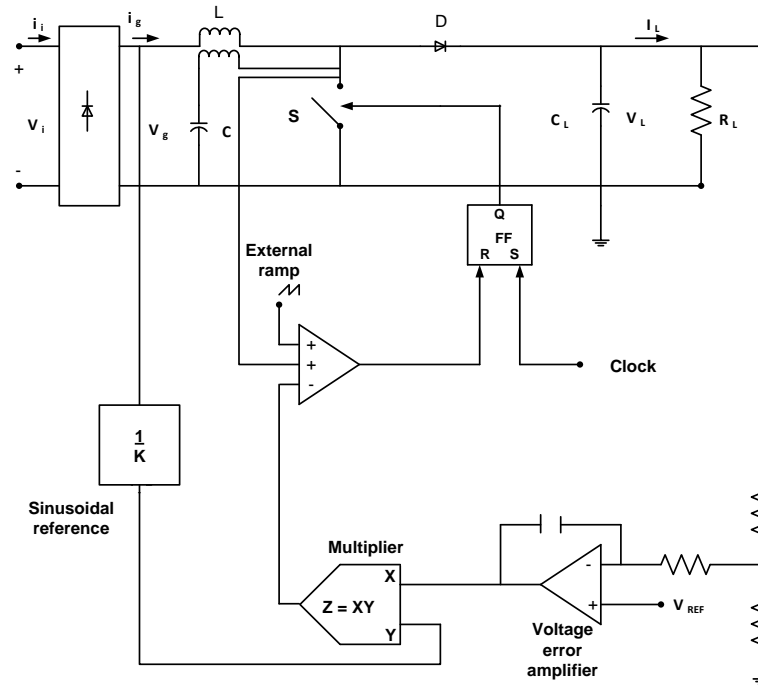 i i
i g
L
D
I L
+
V i
V g
C
S
C L
V L
R L
-
Q
FF
R S
External
ramp
+
+
-
Clock
1
K
Sinusoidal
reference
Multiplier
X
Z = XY
Y
-
+
V REF
Voltage
error
amplifier